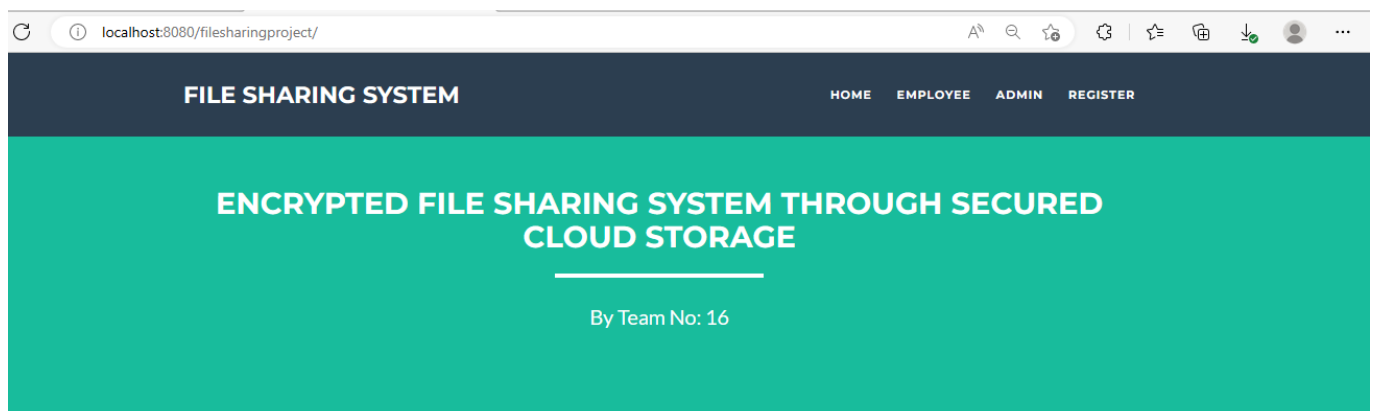 localhost:8080/filesharingproject/
FILE SHARING SYSTEM
HOME EMPLOYEE ADMIN REGISTER
ENCRYPTED FILE SHARING SYSTEM THROUGH SECURED
CLOUD STORAGE
By Team No: 16